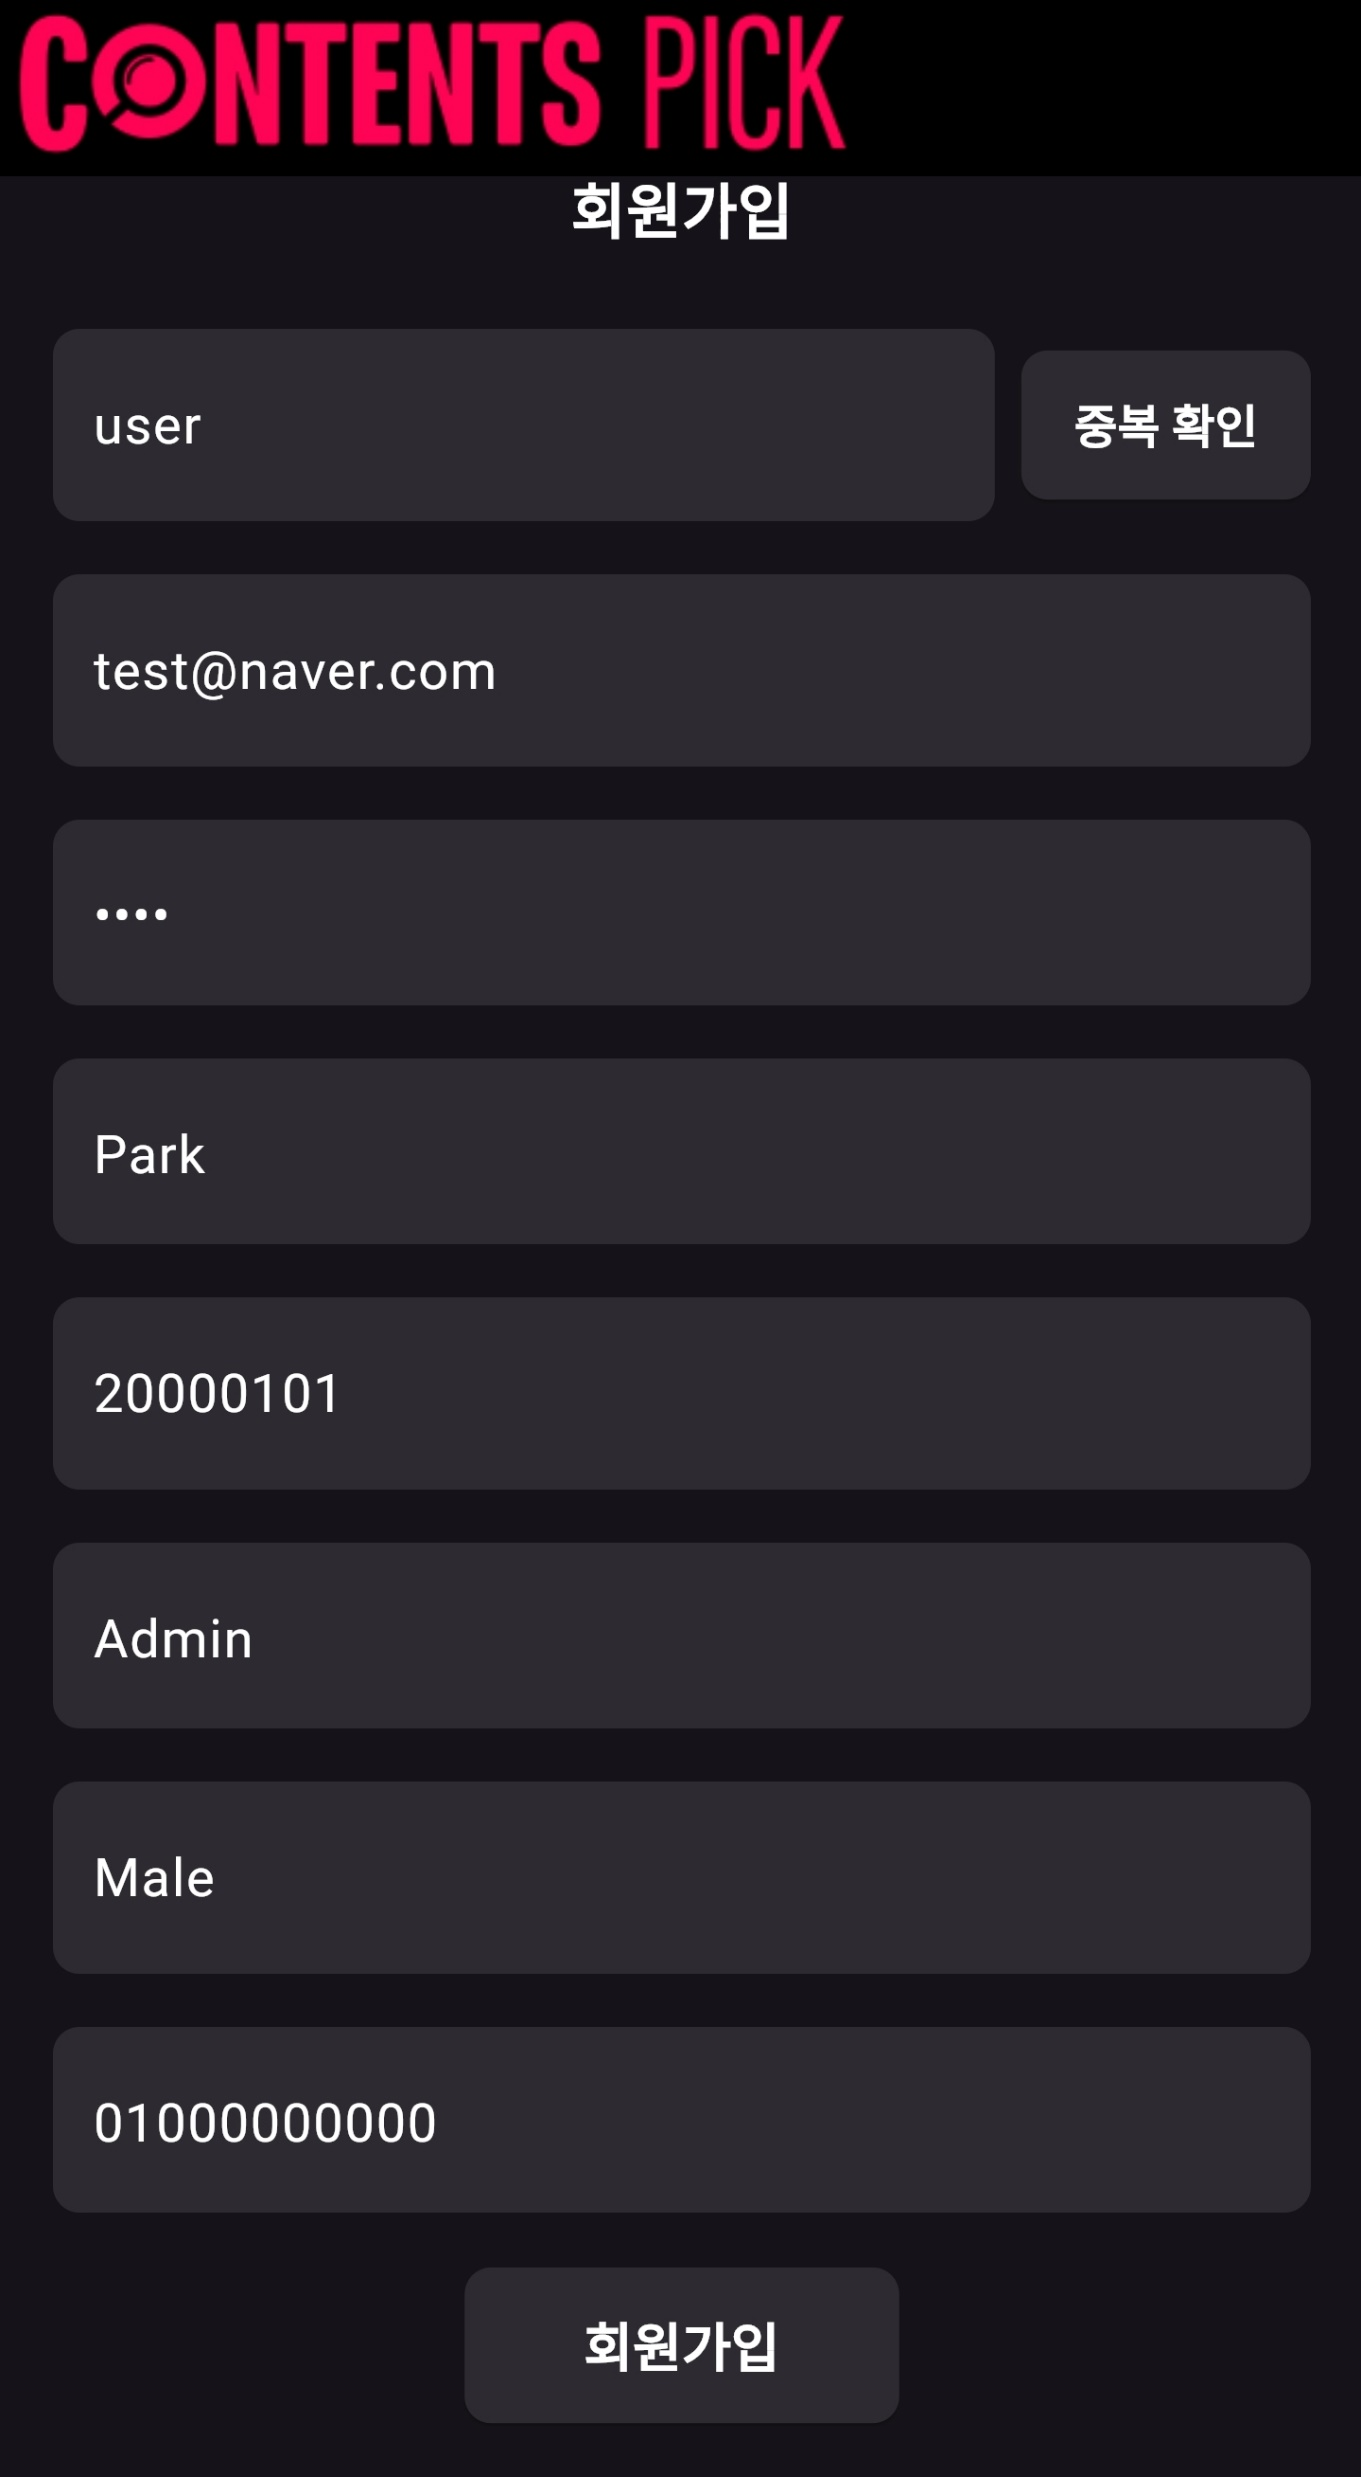 CONTENTS PICK
회원가입
user
중복 확인
test@naver.com
••••
Park
20000101
Admin
Male
01000000000
회원가입